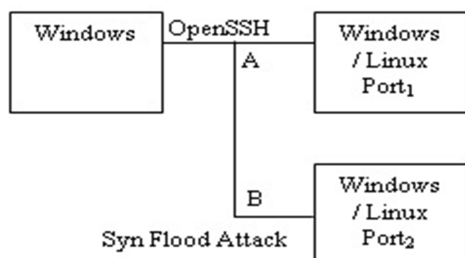 Windows
OpenSSH
Windows
/ Linux
Port₁
A
B
Windows
/ Linux
Port₂
Syn Flood Attack